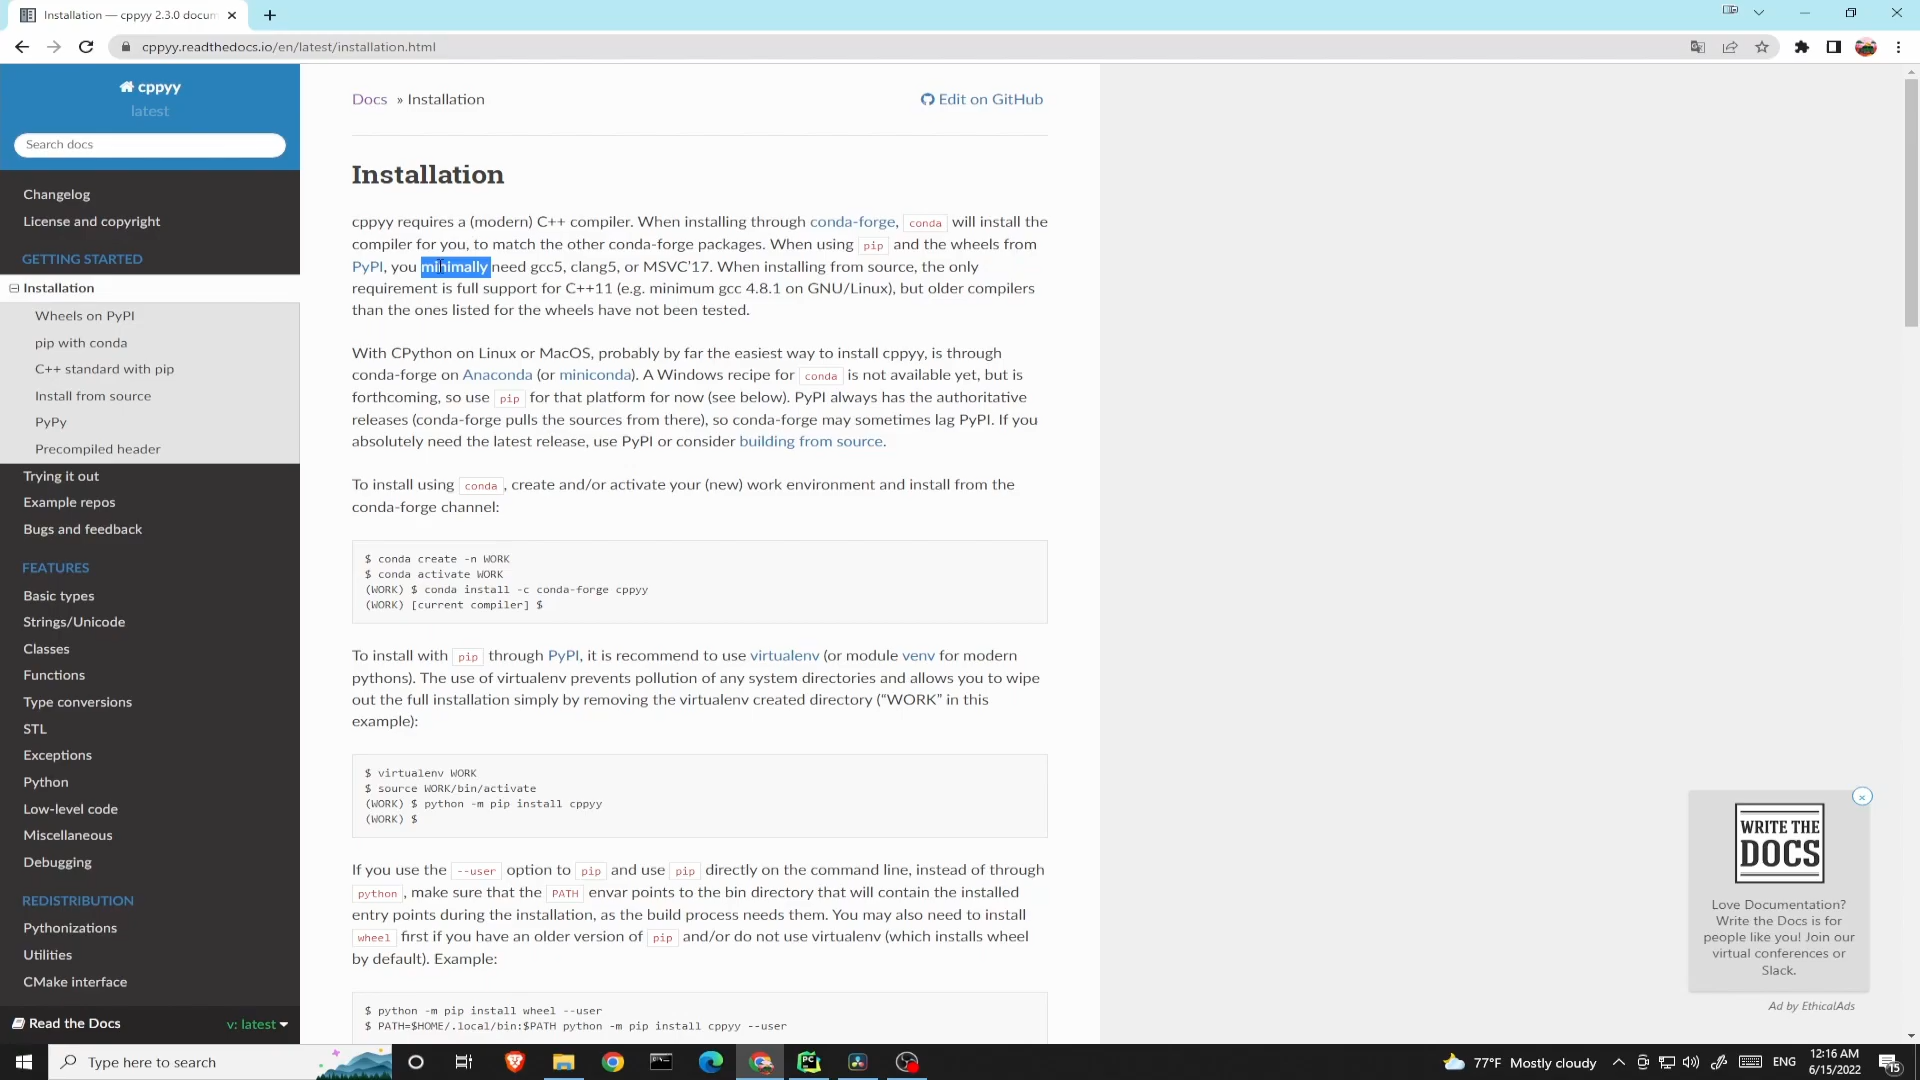 Installation — cppyy 2.3.0 docum
cppyy.readthedocs.io/en/latest/installation.html
cppyy
latest
Search docs
Changelog
License and copyright
GETTING STARTED
Installation
Wheels on PyPI
pip with conda
C++ standard with pip
Install from source
PyPy
Precompiled header
Trying it out
Example repos
Bugs and feedback
FEATURES
Basic types
Strings/Unicode
Classes
Functions
Type conversions
STL
Exceptions
Python
Low-level code
Miscellaneous
Debugging
REDISTRIBUTION
Pythonizations
Utilities
CMake interface
Read the Docs
v: latest
Docs » Installation
Edit on GitHub
Installation
cppyy requires a (modern) C++ compiler. When installing through conda-forge, conda will install the
compiler for you, to match the other conda-forge packages. When using pip and the wheels from
PyPI, you minimally need gcc5, clang5, or MSVC'17. When installing from source, the only
requirement is full support for C++11 (e.g. minimum gcc 4.8.1 on GNU/Linux), but older compilers
than the ones listed for the wheels have not been tested.
With CPython on Linux or MacOS, probably by far the easiest way to install cppyy, is through
conda-forge on Anaconda (or miniconda). A Windows recipe for conda is not available yet, but is
forthcoming, so use pip for that platform for now (see below). PyPI always has the authoritative
releases (conda-forge pulls the sources from there), so conda-forge may sometimes lag PyPI. If you
absolutely need the latest release, use PyPI or consider building from source.
To install using conda, create and/or activate your (new) work environment and install from the
conda-forge channel:
$ conda create -n WORK
$ conda activate WORK
(WORK) $ conda install -c conda-forge cppyy
(WORK) [current compiler] $
To install with pip through PyPI, it is recommend to use virtualenv (or module venv for modern
pythons). The use of virtualenv prevents pollution of any system directories and allows you to wipe
out the full installation simply by removing the virtualenv created directory (“WORK” in this
example):
$ virtualenv WORK
$ source WORK/bin/activate
(WORK) $ python -m pip install cppyy
(WORK) $
If you use the --user option to pip and use pip directly on the command line, instead of through
python, make sure that the PATH envar points to the bin directory that will contain the installed
entry points during the installation, as the build process needs them. You may also need to install
wheel first if you have an older version of pip and/or do not use virtualenv (which installs wheel
by default). Example:
$ python -m pip install wheel --user
$ PATH=$HOME/.local/bin:$PATH python -m pip install cppyy --user
WRITE THE
DOCS
Love Documentation?
Write the Docs is for
people like you! Join our
virtual conferences or
Slack.
Ad by EthicalAds
Type here to search
77°F Mostly cloudy
ENG
12:16 AM
6/15/2022
15